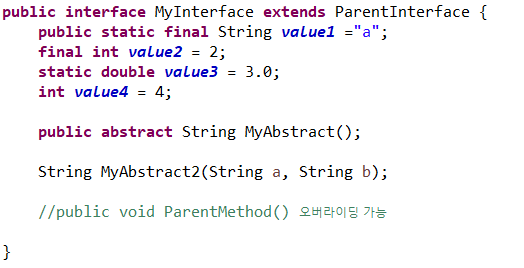 public interface MyInterface extends ParentInterface {
public static final String value1 ="a";
final int value2 = 2;
static double value3 = 3.0;
int value4 = 4;
public abstract String MyAbstract();
String MyAbstract2(String a, String b);
//public void ParentMethod() 오버라이딩 가능
}